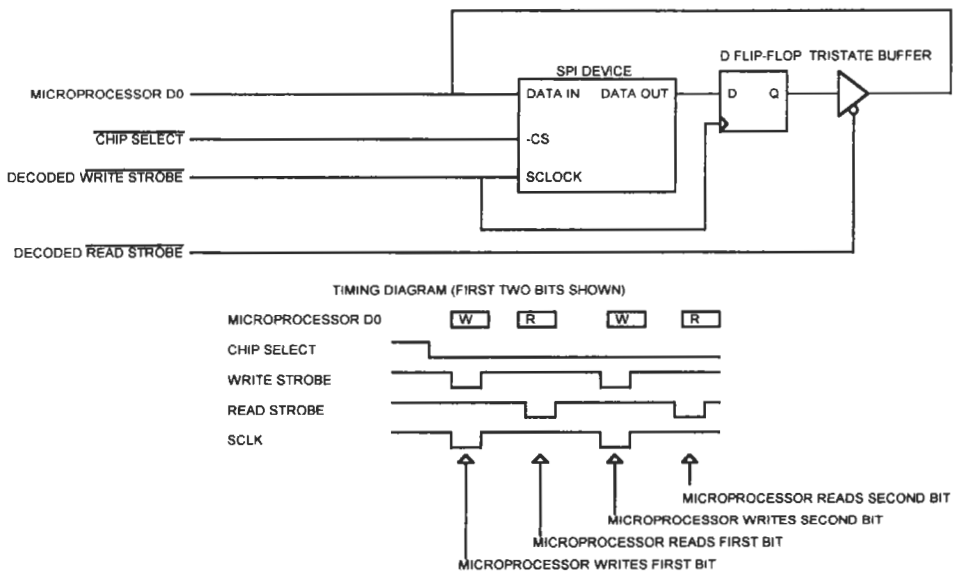 D FLIP-FLOP TRISTATE BUFFER
SPI DEVICE
MICROPROCESSOR D0
DATA IN DATA OUT
D Q
CHIP SELECT
-CS
DECODED WRITE STROBE
SCLOCK
DECODED READ STROBE
TIMING DIAGRAM (FIRST TWO BITS SHOWN)
MICROPROCESSOR D0
W R W R
CHIP SELECT
WRITE STROBE
READ STROBE
SCLK
MICROPROCESSOR READS SECOND BIT
MICROPROCESSOR WRITES SECOND BIT
MICROPROCESSOR READS FIRST BIT
MICROPROCESSOR WRITES FIRST BIT